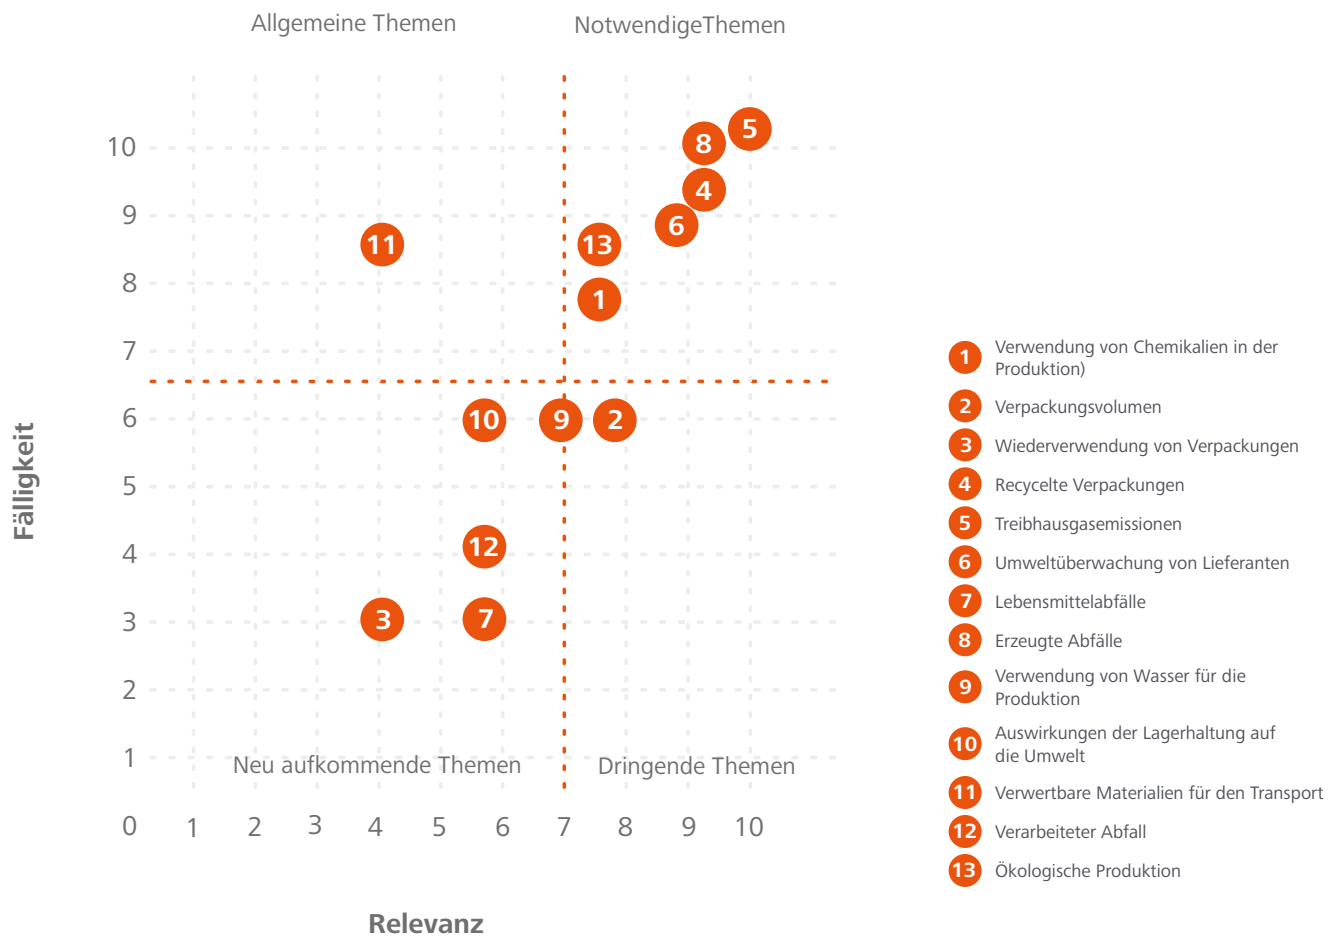 Allgemeine Themen
NotwendigeThemen
10
9
8
7
6
5
4
3
2
1
0
1
2
3
4
5
6
7
8
9
10
Fälligkeit
Relevanz
Neu aufkommende Themen
Dringende Themen
5
8
4
6
11
13
1
10
9
2
12
3
7
1 Verwendung von Chemikalien in der
Produktion)
2 Verpackungsvolumen
3 Wiederverwendung von Verpackungen
4 Recycelte Verpackungen
5 Treibhausgasemissionen
6 Umweltüberwachung von Lieferanten
7 Lebensmittelabfälle
8 Erzeugte Abfälle
9 Verwendung von Wasser für die
Produktion
10 Auswirkungen der Lagerhaltung auf
die Umwelt
11 Verwertbare Materialien für den Transport
12 Verarbeiteter Abfall
13 Ökologische Produktion